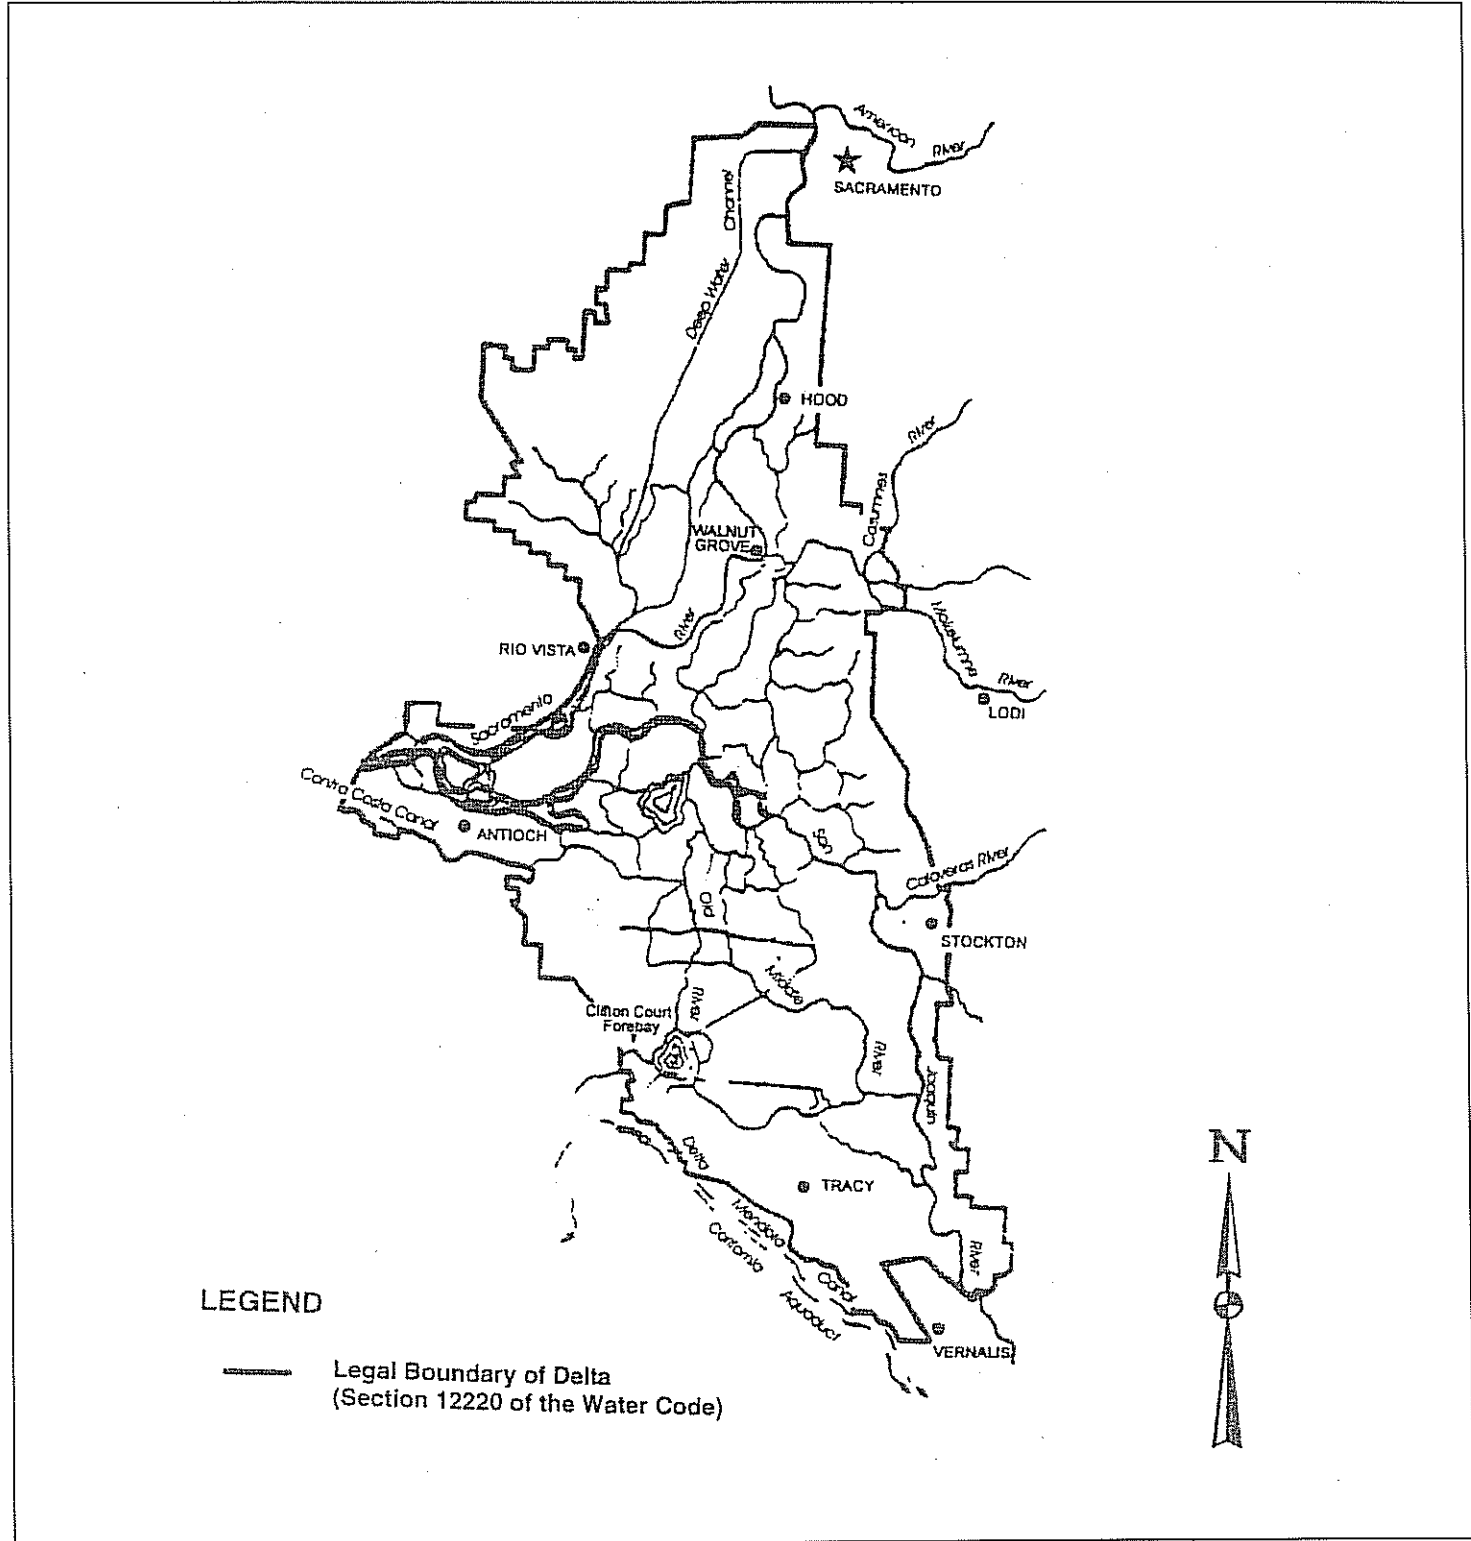 American
River
SACRAMENTO
Channel
Deep Water
HOOD
River
Cosumnes
WALNUT
GROVE
River
RIO VISTA
Mokelumne
River
LODI
Sacramento
Contra Costa Canal
ANTIOCH
San
Calaveras River
Old
STOCKTON
Middle
River
Clifton Court
Forebay
River
Joaquin
N
Delta
TRACY
Mendota
California
River
Canal
Aquaduct
VERNALIS
LEGEND
Legal Boundary of Delta
(Section 12220 of the Water Code)